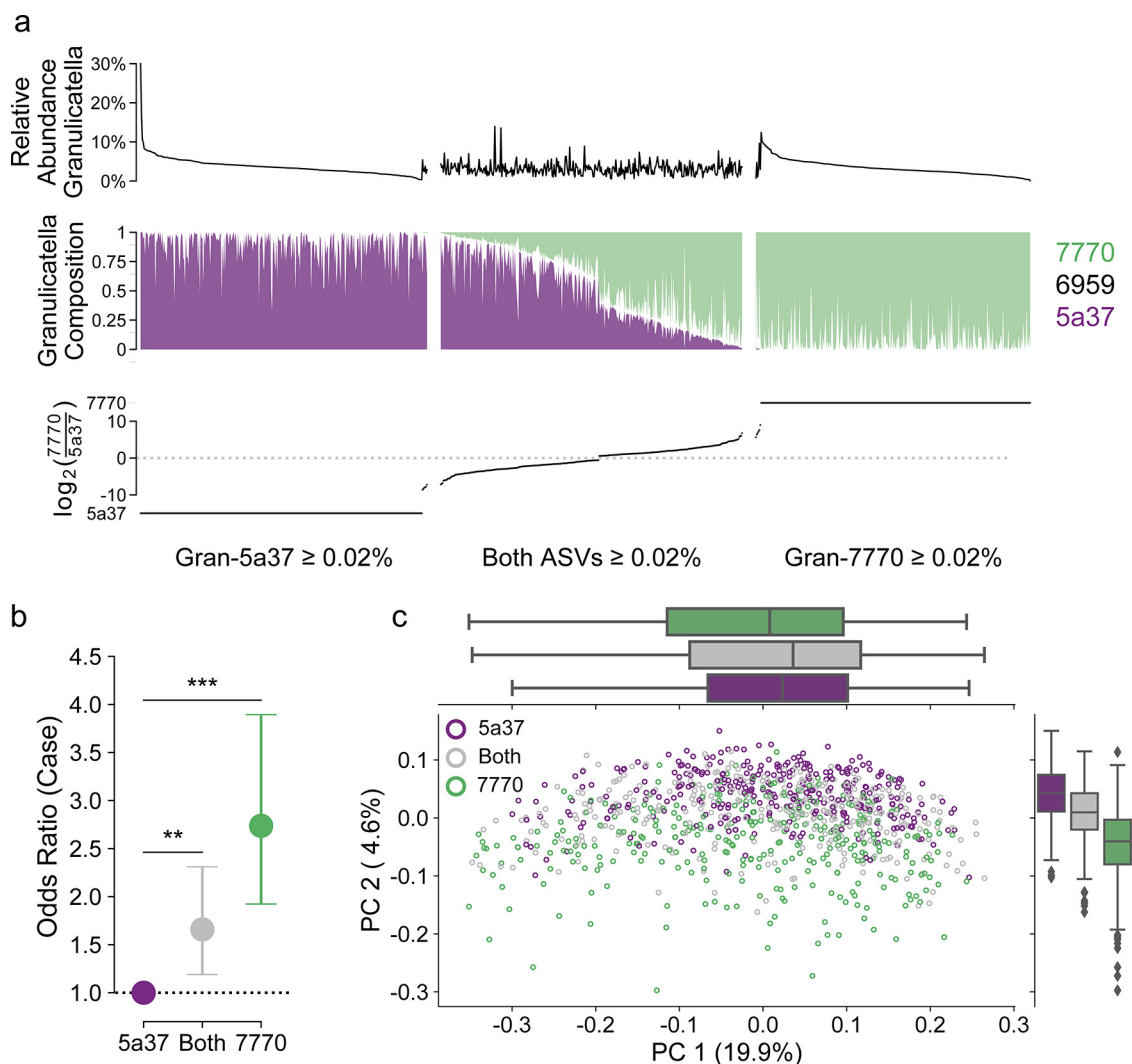 a
Relative
Abundance
Granulicatella
30%
20%
10%
0%
Granulicatella
Composition
1
0.75
0.5
0.25
0
7770
6959
5a37
log2(7770/5a37)
7770
10
0
-10
5a37
Gran-5a37 ≥ 0.02%
Both ASVs ≥ 0.02%
Gran-7770 ≥ 0.02%
b
Odds Ratio (Case)
4.5
4.0
3.5
3.0
2.5
2.0
1.5
1.0
***
**
5a37 Both 7770
c
5a37
Both
7770
PC 2 ( 4.6%)
0.1
0.0
-0.1
-0.2
-0.3
-0.3 -0.2 -0.1 0.0 0.1 0.2 0.3
PC 1 (19.9%)